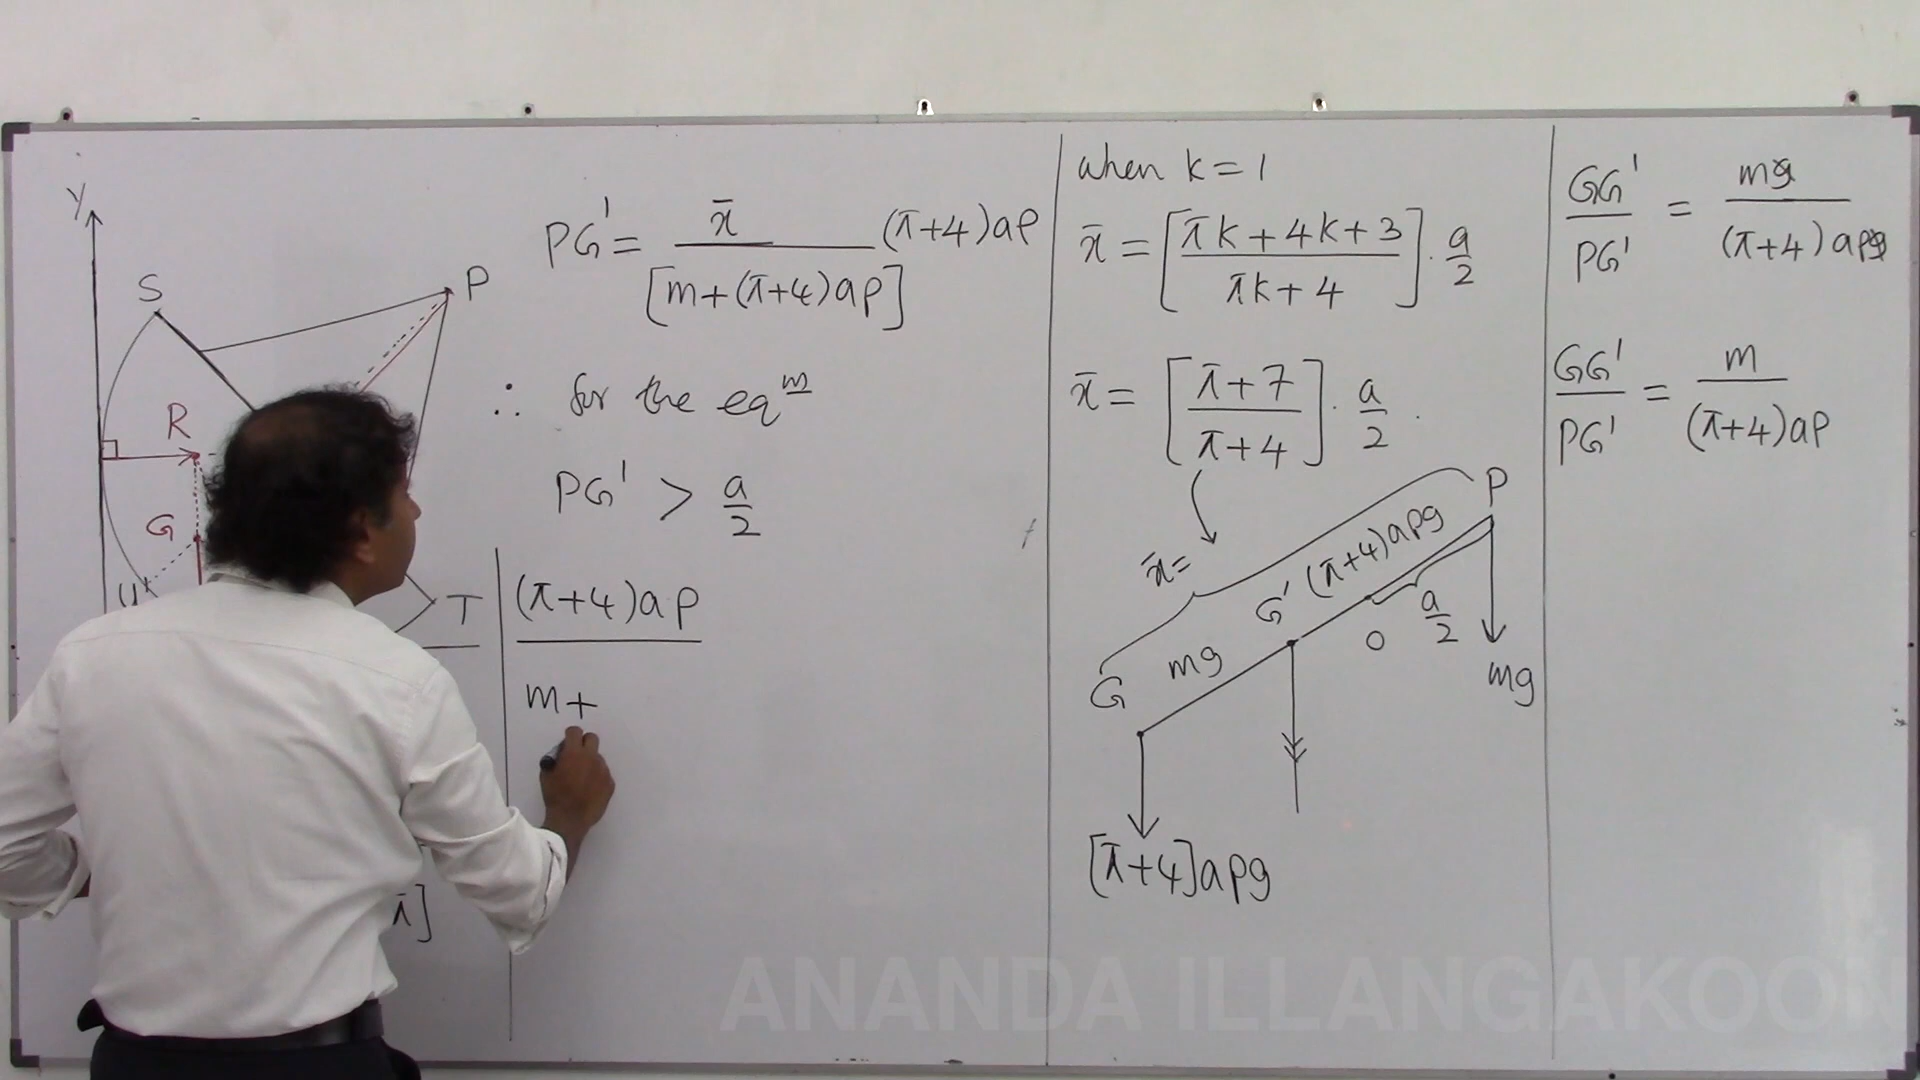 Y
S
P
R
G
U
T
π]
PG' = x̄ / [m+(π+4)aρ] (π+4)aρ
∴ for the eqᵐ
PG' > a/2
(π+4)aρ
m+
when k = 1
x̄ = [πk+4k+3 / πk+4] . a/2
x̄ = [π+7 / π+4] . a/2 .
x̄ =
P
(π+4)aρg
G'
a/2
O
mg
mg
G
[π+4]aρg
GG' / PG' = mg / (π+4)aρg
GG' / PG' = m / (π+4)aρ
ANANDA ILLANGAKOON